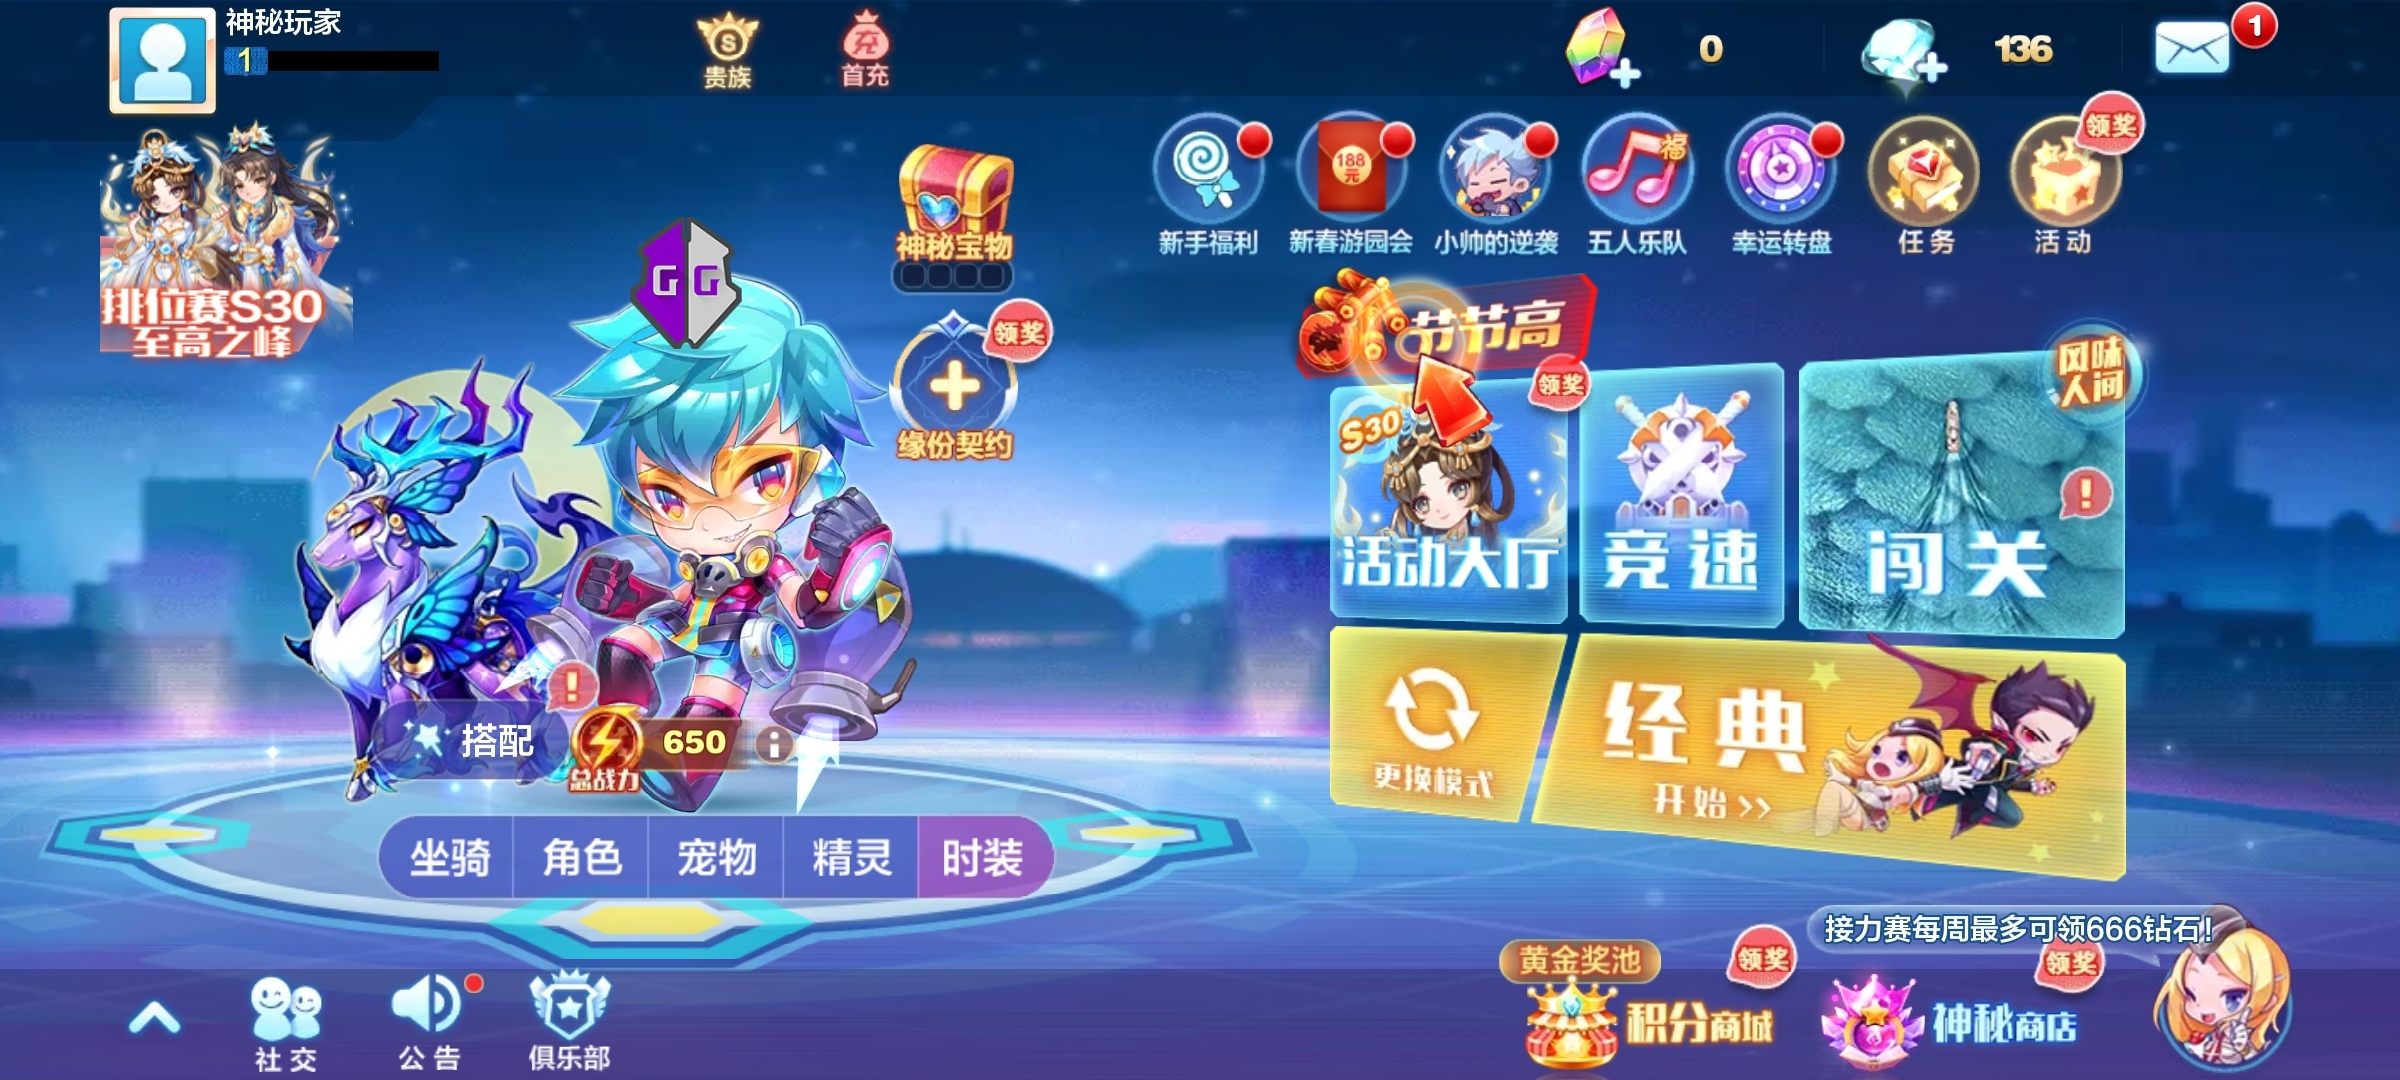 神秘玩家
1
贵族
首充
0
136
1
排位赛S30
至高之峰
GG
神秘宝物
领奖
缘份契约
188
元
福
领奖
新手福利
新春游园会
小帅的逆袭
五人乐队
幸运转盘
任务
活动
节节高
领奖
S30
活动大厅
竞速
风味
人间
!
闯关
更换模式
经典
开始>>
!
搭配
650
总战力
坐骑
角色
宠物
精灵
时装
社交
公告
俱乐部
接力赛每周最多可领666钻石!
黄金奖池
领奖
积分商城
领奖
神秘商店